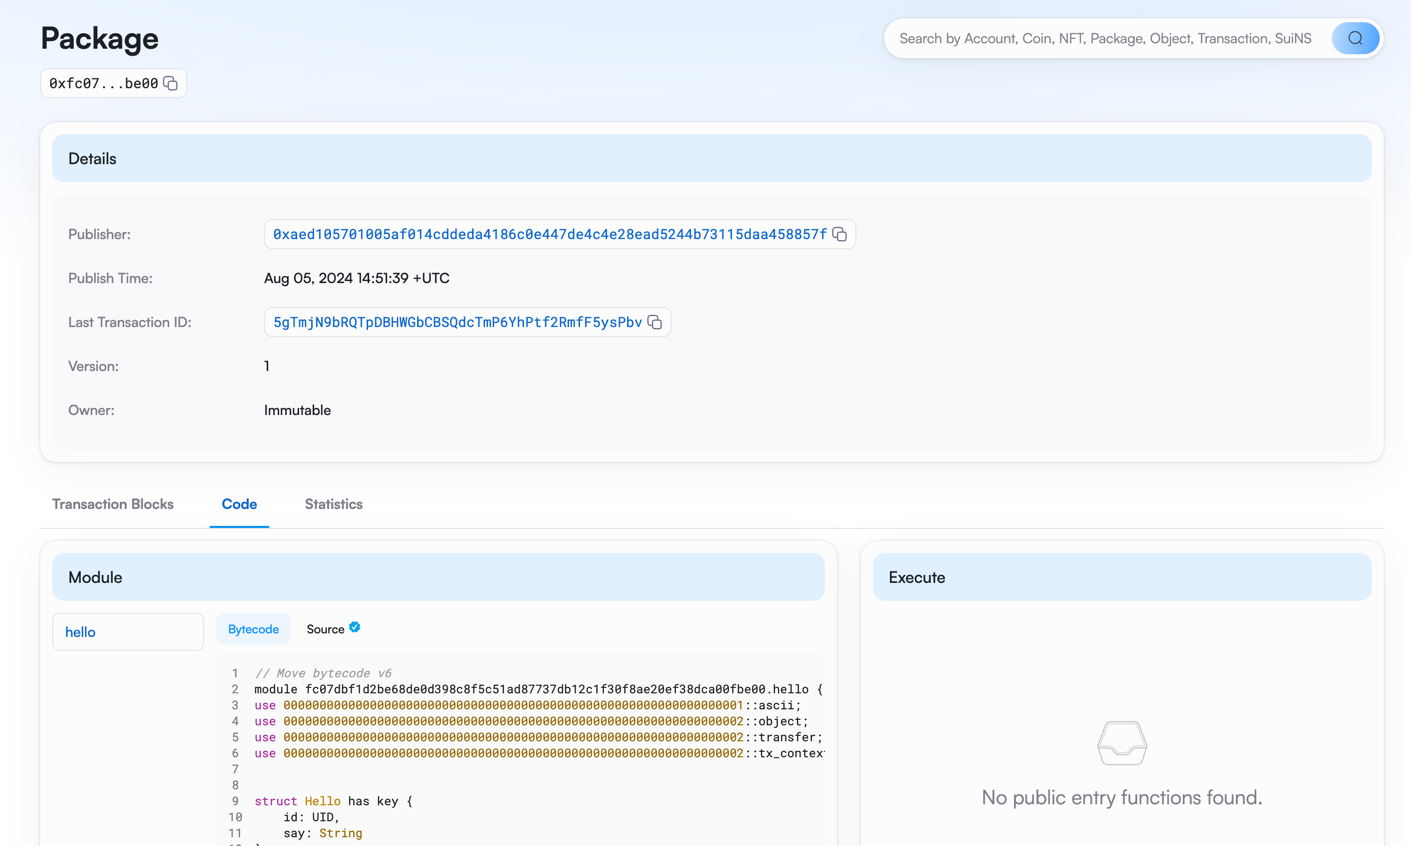 Package
Search by Account, Coin, NFT, Package, Object, Transaction, SuiNS
0xfc07...be00
Details
Publisher:
0xaed105701005af014cddeda4186c0e447de4c4e28ead5244b73115daa458857f
Publish Time:
Aug 05, 2024 14:51:39 +UTC
Last Transaction ID:
5gTmjN9bRQTpDBHWGbCBSQdcTmP6YhPtf2RmfF5ysPbv
Version:
1
Owner:
Immutable
Transaction Blocks
Code
Statistics
Module
hello
Bytecode
Source
1 // Move bytecode v6
2 module fc07dbf1d2be68de0d398c8f5c51ad87737db12c1f30f8ae20ef38dca00fbe00.hello {
3 use 0000000000000000000000000000000000000000000000000000000000000001::ascii;
4 use 0000000000000000000000000000000000000000000000000000000000000002::object;
5 use 0000000000000000000000000000000000000000000000000000000000000002::transfer;
6 use 0000000000000000000000000000000000000000000000000000000000000002::tx_context
7
8
9 struct Hello has key {
10 id: UID,
11 say: String
Execute
No public entry functions found.